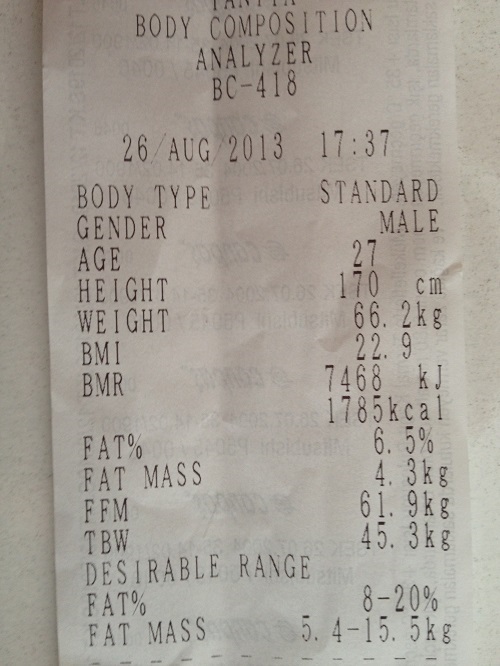 TANITA
BODY COMPOSITION
ANALYZER
BC-418
26/AUG/2013 17:37
BODY TYPE STANDARD
GENDER MALE
AGE 27
HEIGHT 170 cm
WEIGHT 66.2kg
BMI 22.9
BMR 7468 kJ
1785kcal
FAT% 6.5%
FAT MASS 4.3kg
FFM 61.9kg
TBW 45.3kg
DESIRABLE RANGE
FAT% 8-20%
FAT MASS 5.4-15.5kg